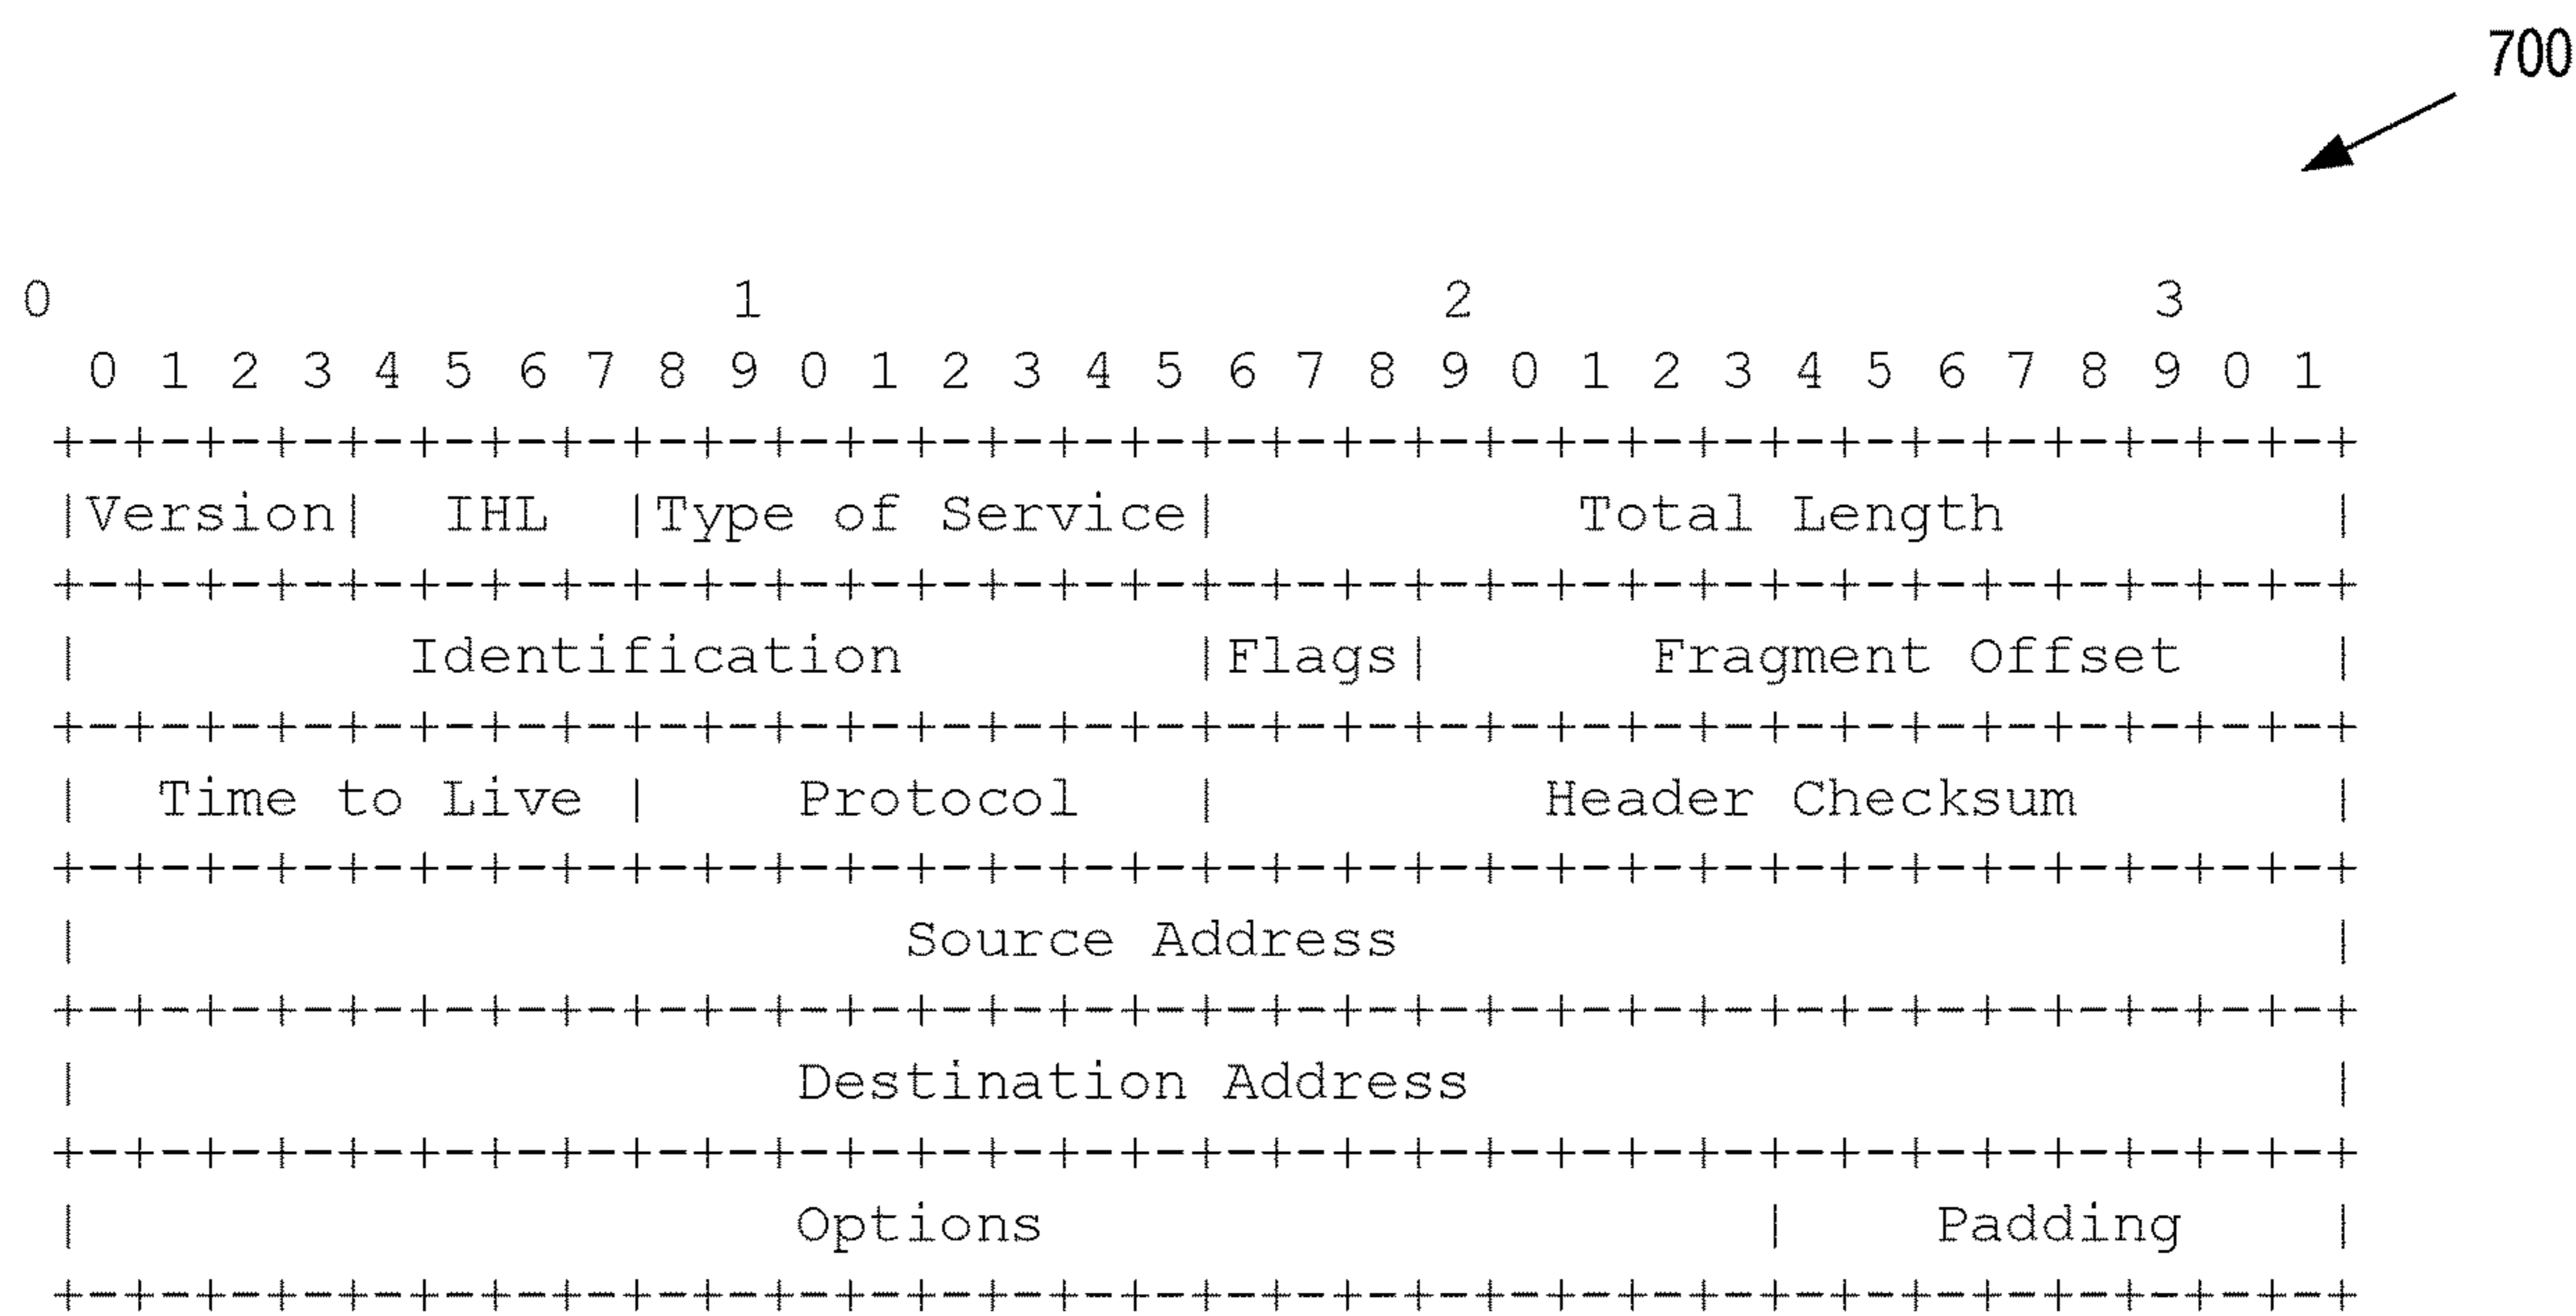 700
0                   1                   2                   3
  0 1 2 3 4 5 6 7 8 9 0 1 2 3 4 5 6 7 8 9 0 1 2 3 4 5 6 7 8 9 0 1
 +-+-+-+-+-+-+-+-+-+-+-+-+-+-+-+-+-+-+-+-+-+-+-+-+-+-+-+-+-+-+-+-+
 |Version|  IHL  |Type of Service|          Total Length         |
 +-+-+-+-+-+-+-+-+-+-+-+-+-+-+-+-+-+-+-+-+-+-+-+-+-+-+-+-+-+-+-+-+
 |         Identification        |Flags|      Fragment Offset    |
 +-+-+-+-+-+-+-+-+-+-+-+-+-+-+-+-+-+-+-+-+-+-+-+-+-+-+-+-+-+-+-+-+
 |  Time to Live |    Protocol   |         Header Checksum       |
 +-+-+-+-+-+-+-+-+-+-+-+-+-+-+-+-+-+-+-+-+-+-+-+-+-+-+-+-+-+-+-+-+
 |                       Source Address                          |
 +-+-+-+-+-+-+-+-+-+-+-+-+-+-+-+-+-+-+-+-+-+-+-+-+-+-+-+-+-+-+-+-+
 |                    Destination Address                        |
 +-+-+-+-+-+-+-+-+-+-+-+-+-+-+-+-+-+-+-+-+-+-+-+-+-+-+-+-+-+-+-+-+
 |                    Options                    |    Padding    |
 +-+-+-+-+-+-+-+-+-+-+-+-+-+-+-+-+-+-+-+-+-+-+-+-+-+-+-+-+-+-+-+-+